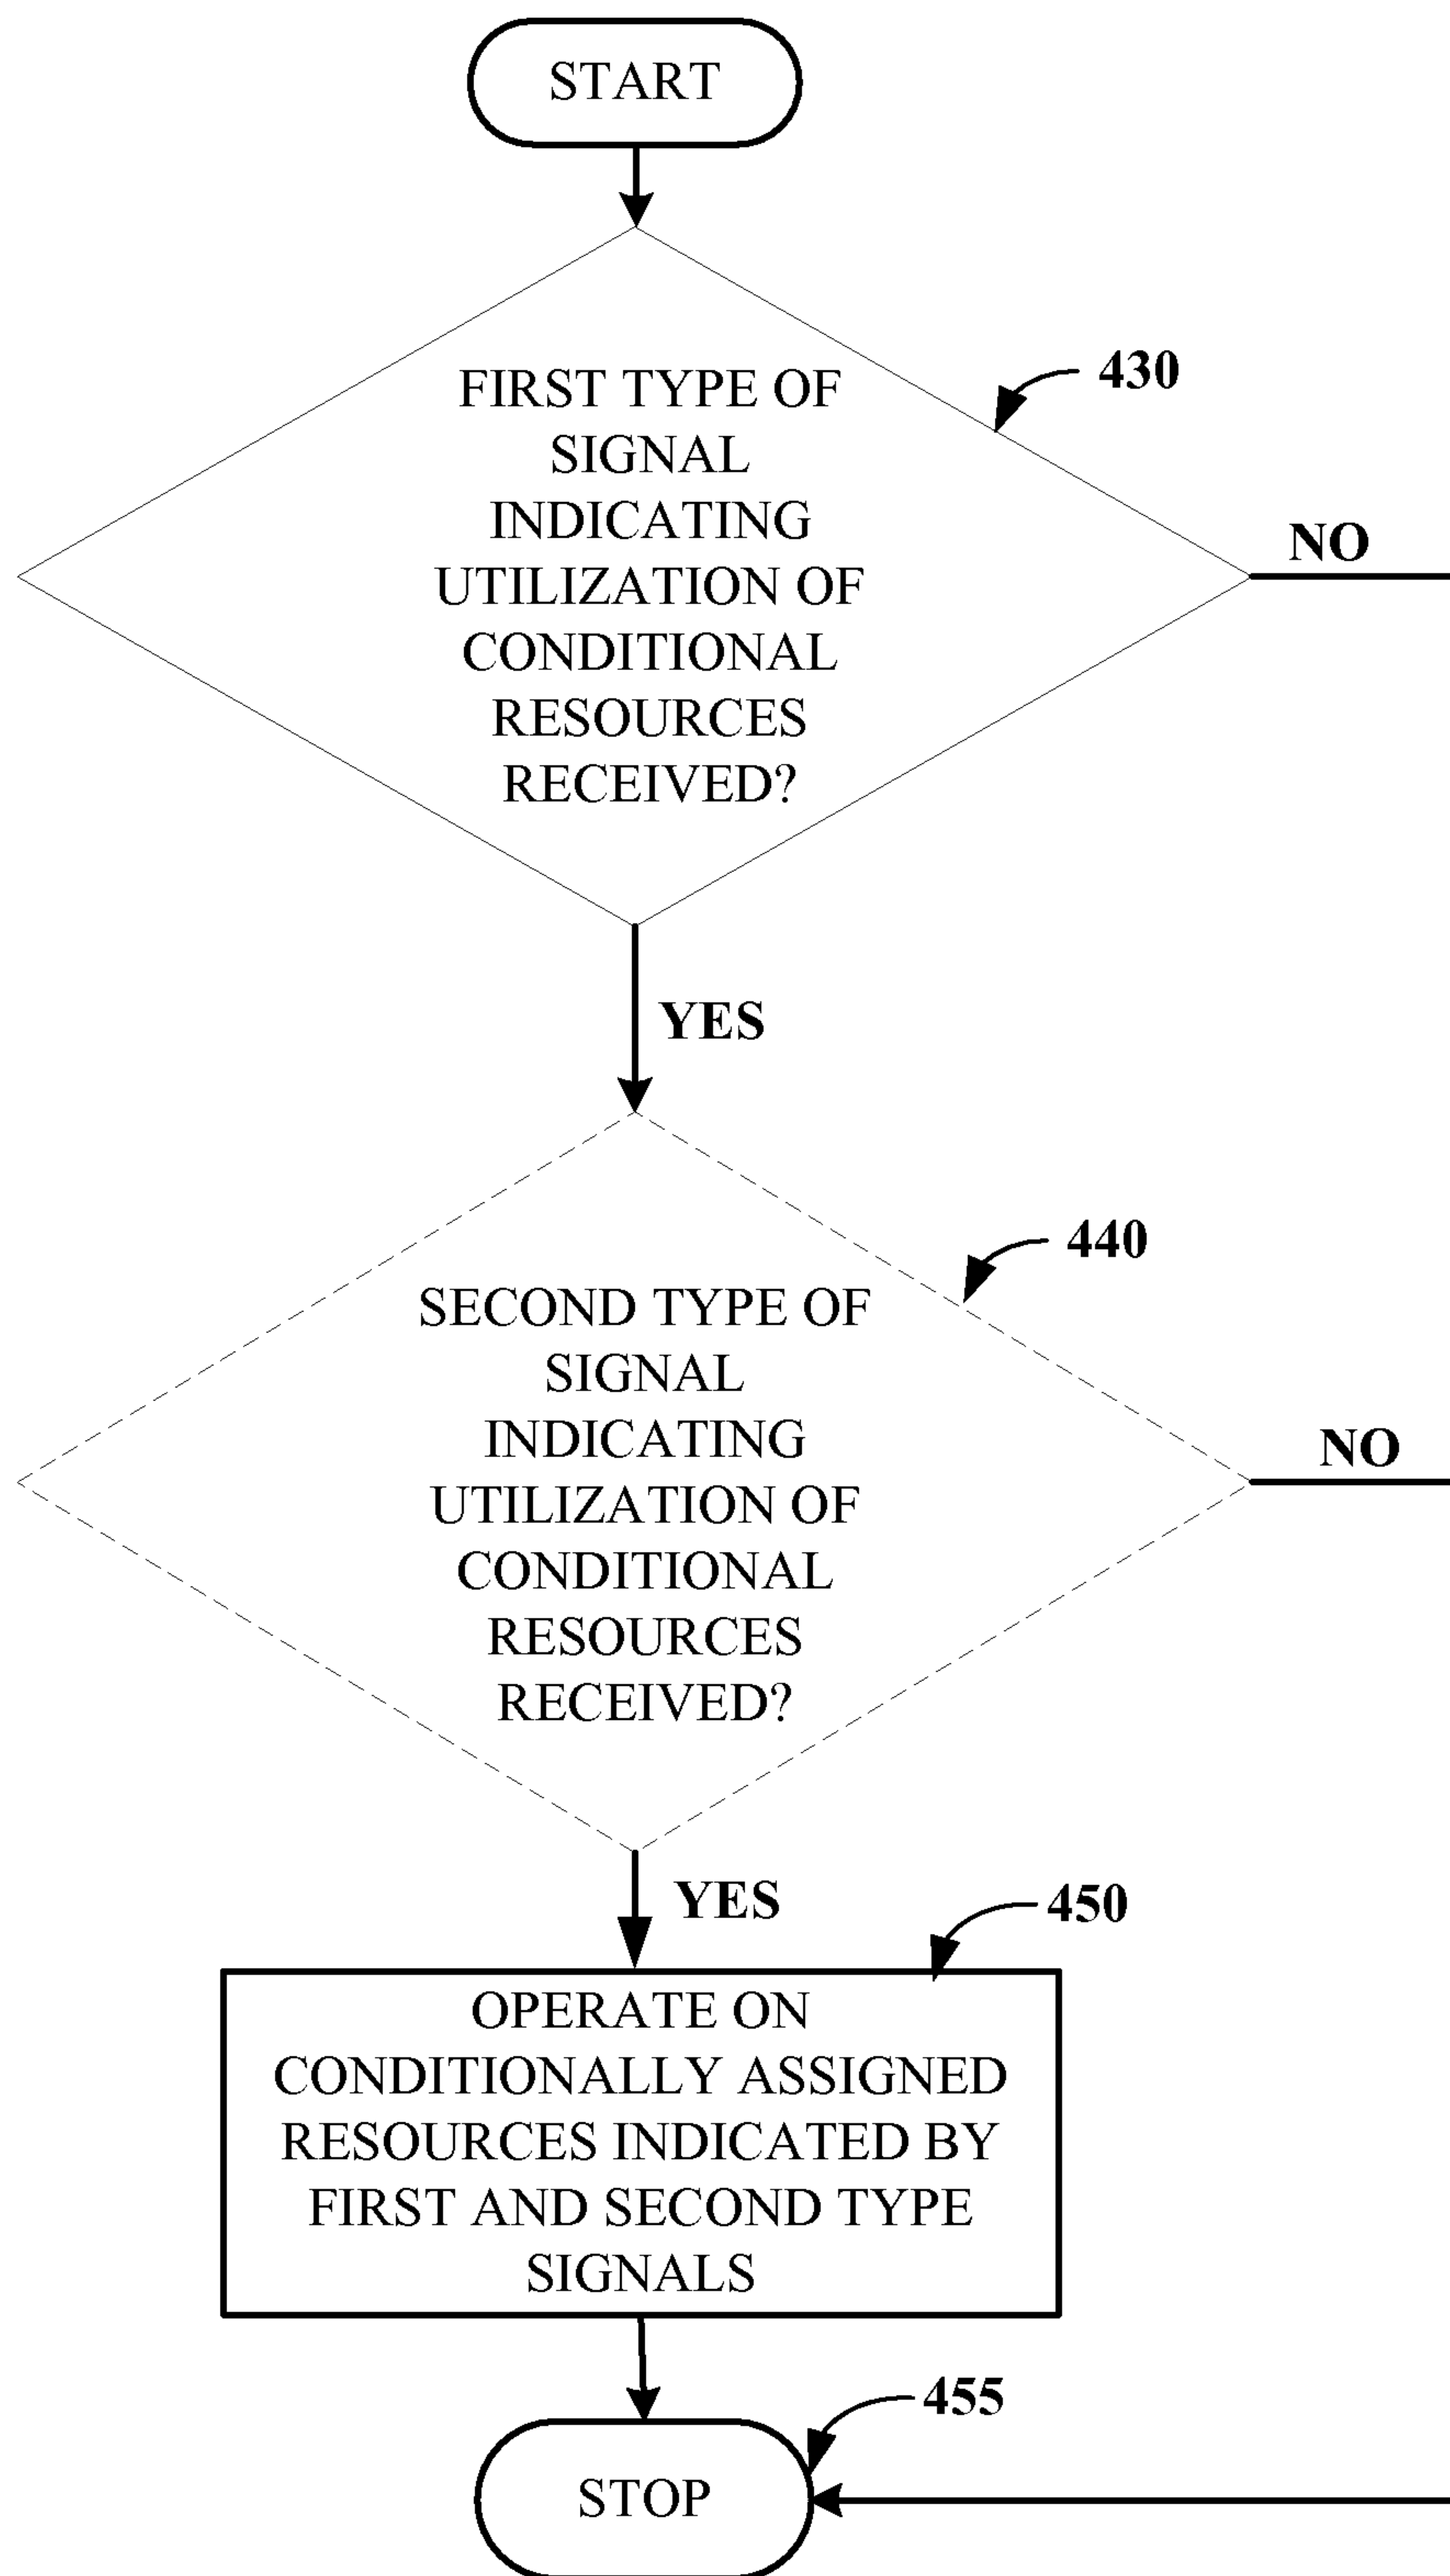 START
FIRST TYPE OF
SIGNAL
INDICATING
UTILIZATION OF
CONDITIONAL
RESOURCES
RECEIVED?
430
NO
YES
SECOND TYPE OF
SIGNAL
INDICATING
UTILIZATION OF
CONDITIONAL
RESOURCES
RECEIVED?
440
NO
YES
450
OPERATE ON
CONDITIONALLY ASSIGNED
RESOURCES INDICATED BY
FIRST AND SECOND TYPE
SIGNALS
455
STOP